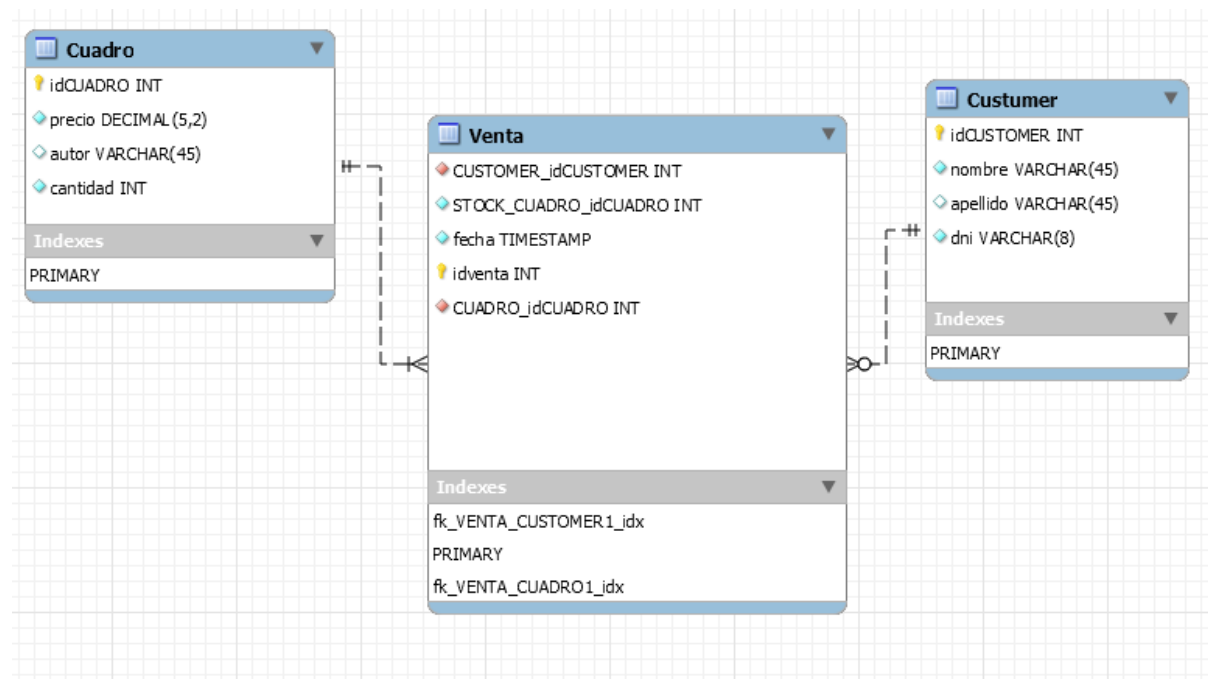 Cuadro
idCUADRO INT
precio DECIMAL(5,2)
autor VARCHAR(45)
cantidad INT
Indexes
PRIMARY
Venta
CUSTOMER_idCUSTOMER INT
STOCK_CUADRO_idCUADRO INT
fecha TIMESTAMP
idventa INT
CUADRO_idCUADRO INT
Indexes
fk_VENTA_CUSTOMER1_idx
PRIMARY
fk_VENTA_CUADRO1_idx
Custumer
idCUSTOMER INT
nombre VARCHAR(45)
apellido VARCHAR(45)
dni VARCHAR(8)
Indexes
PRIMARY